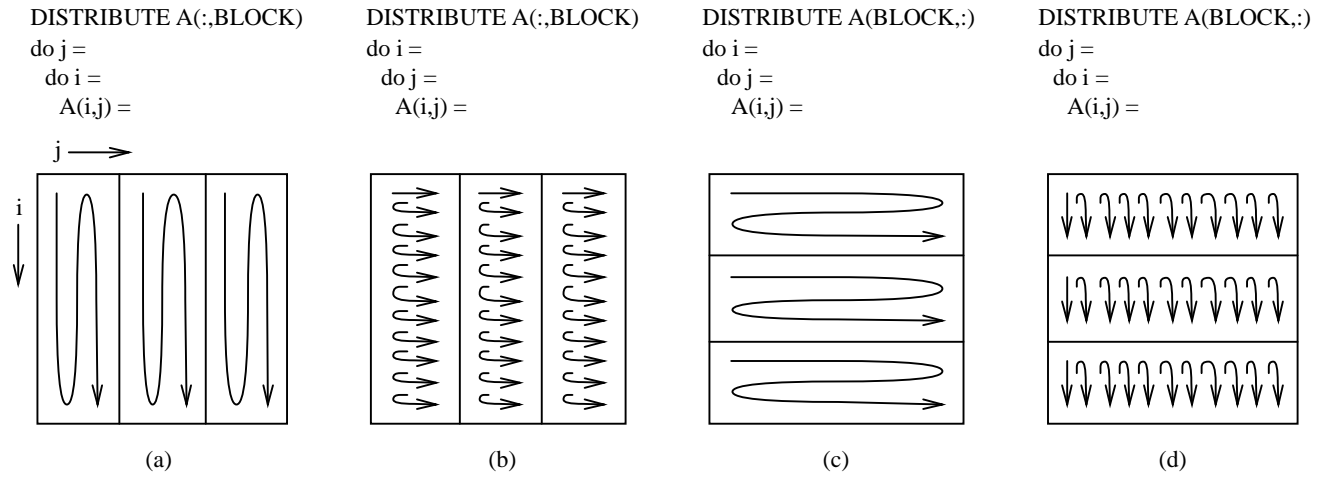 DISTRIBUTE A(:,BLOCK)
do j =
do i =
A(i,j) =
j
i
(a)
DISTRIBUTE A(:,BLOCK)
do i =
do j =
A(i,j) =
(b)
DISTRIBUTE A(BLOCK,:)
do i =
do j =
A(i,j) =
(c)
DISTRIBUTE A(BLOCK,:)
do j =
do i =
A(i,j) =
(d)